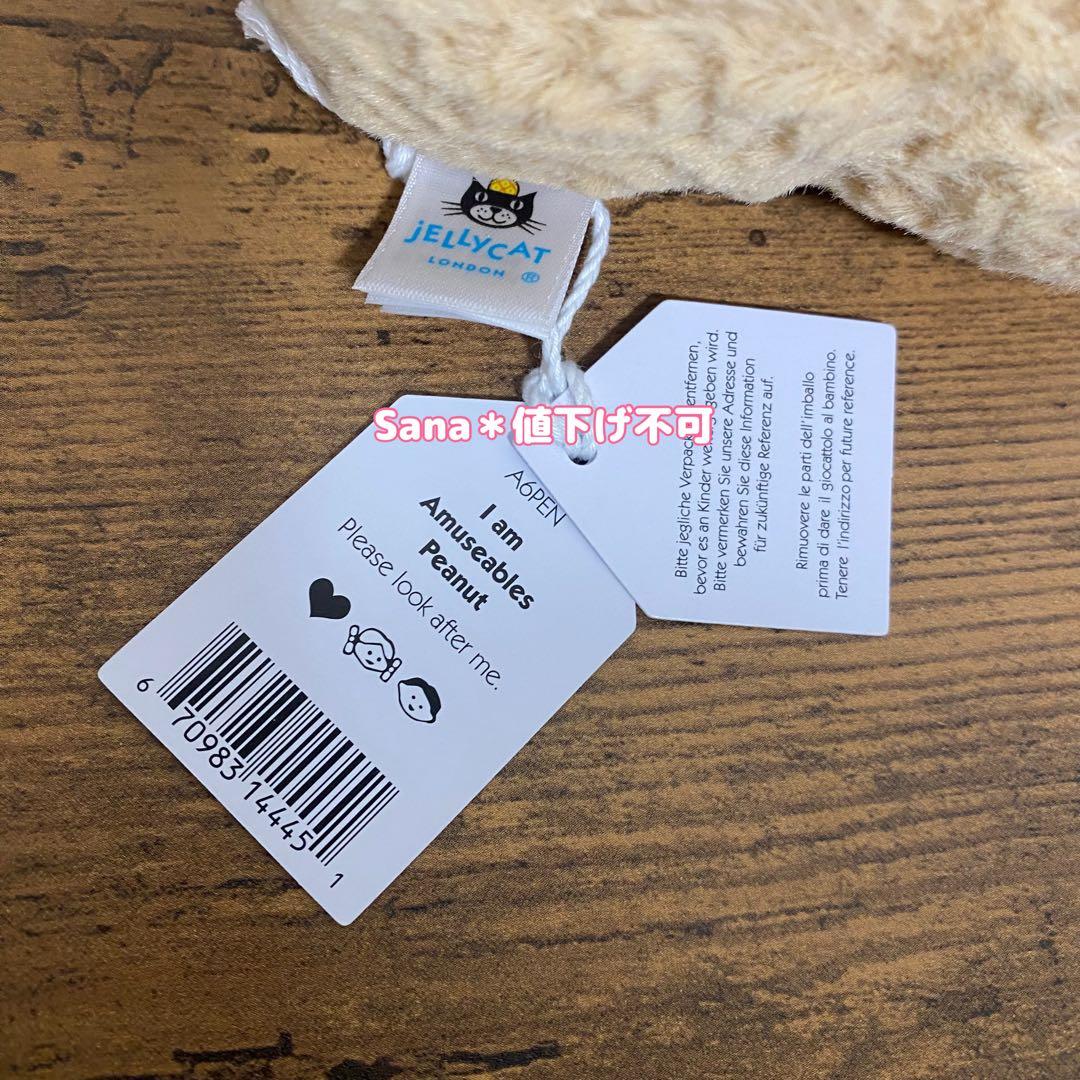 jELLYCAT
LONDON ®
Sana＊値下げ不可
A6PEN
I am
Amuseables
Peanut
Please look after me.
6 70983 14445 1
Bitte jegliche entfernen,
bevor es an Kinder geben wird.
Bitte vermerken Sie unsere Adresse und
bewahren Sie diese Information
für zukünftige Referenz auf.
Rimuovere le parti dell'imballo
prima di dare il giocattolo al bambino.
Tenere l'indirizzo per future reference.